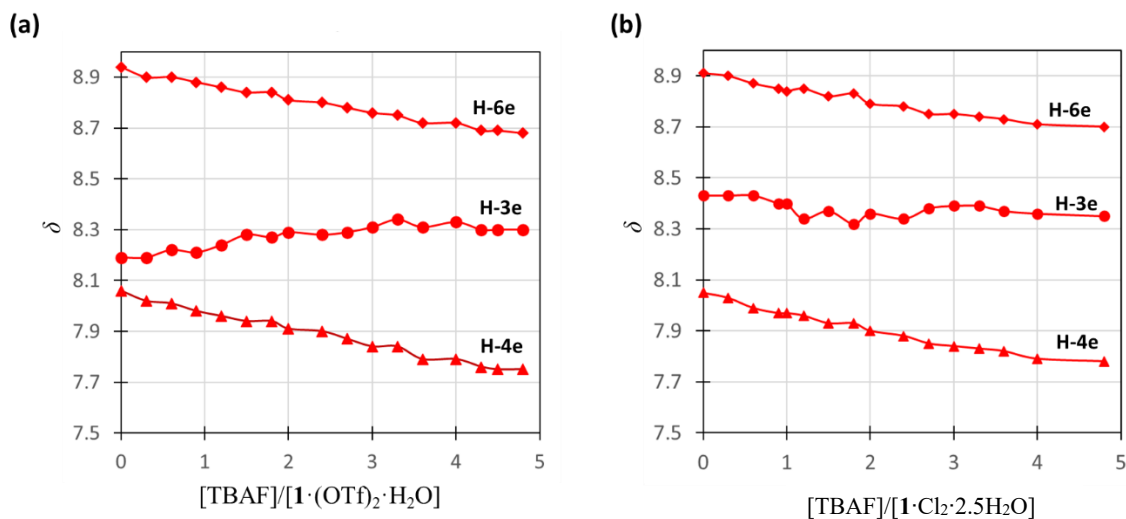 (a)
8.9
8.7
8.5
8.3
8.1
7.9
7.7
7.5
δ
H-6e
H-3e
H-4e
0 1 2 3 4 5
[TBAF]/[1·(OTf)₂·H₂O]
(b)
8.9
8.7
8.5
8.3
8.1
7.9
7.7
7.5
δ
H-6e
H-3e
H-4e
0 1 2 3 4 5
[TBAF]/[1·Cl₂·2.5H₂O]